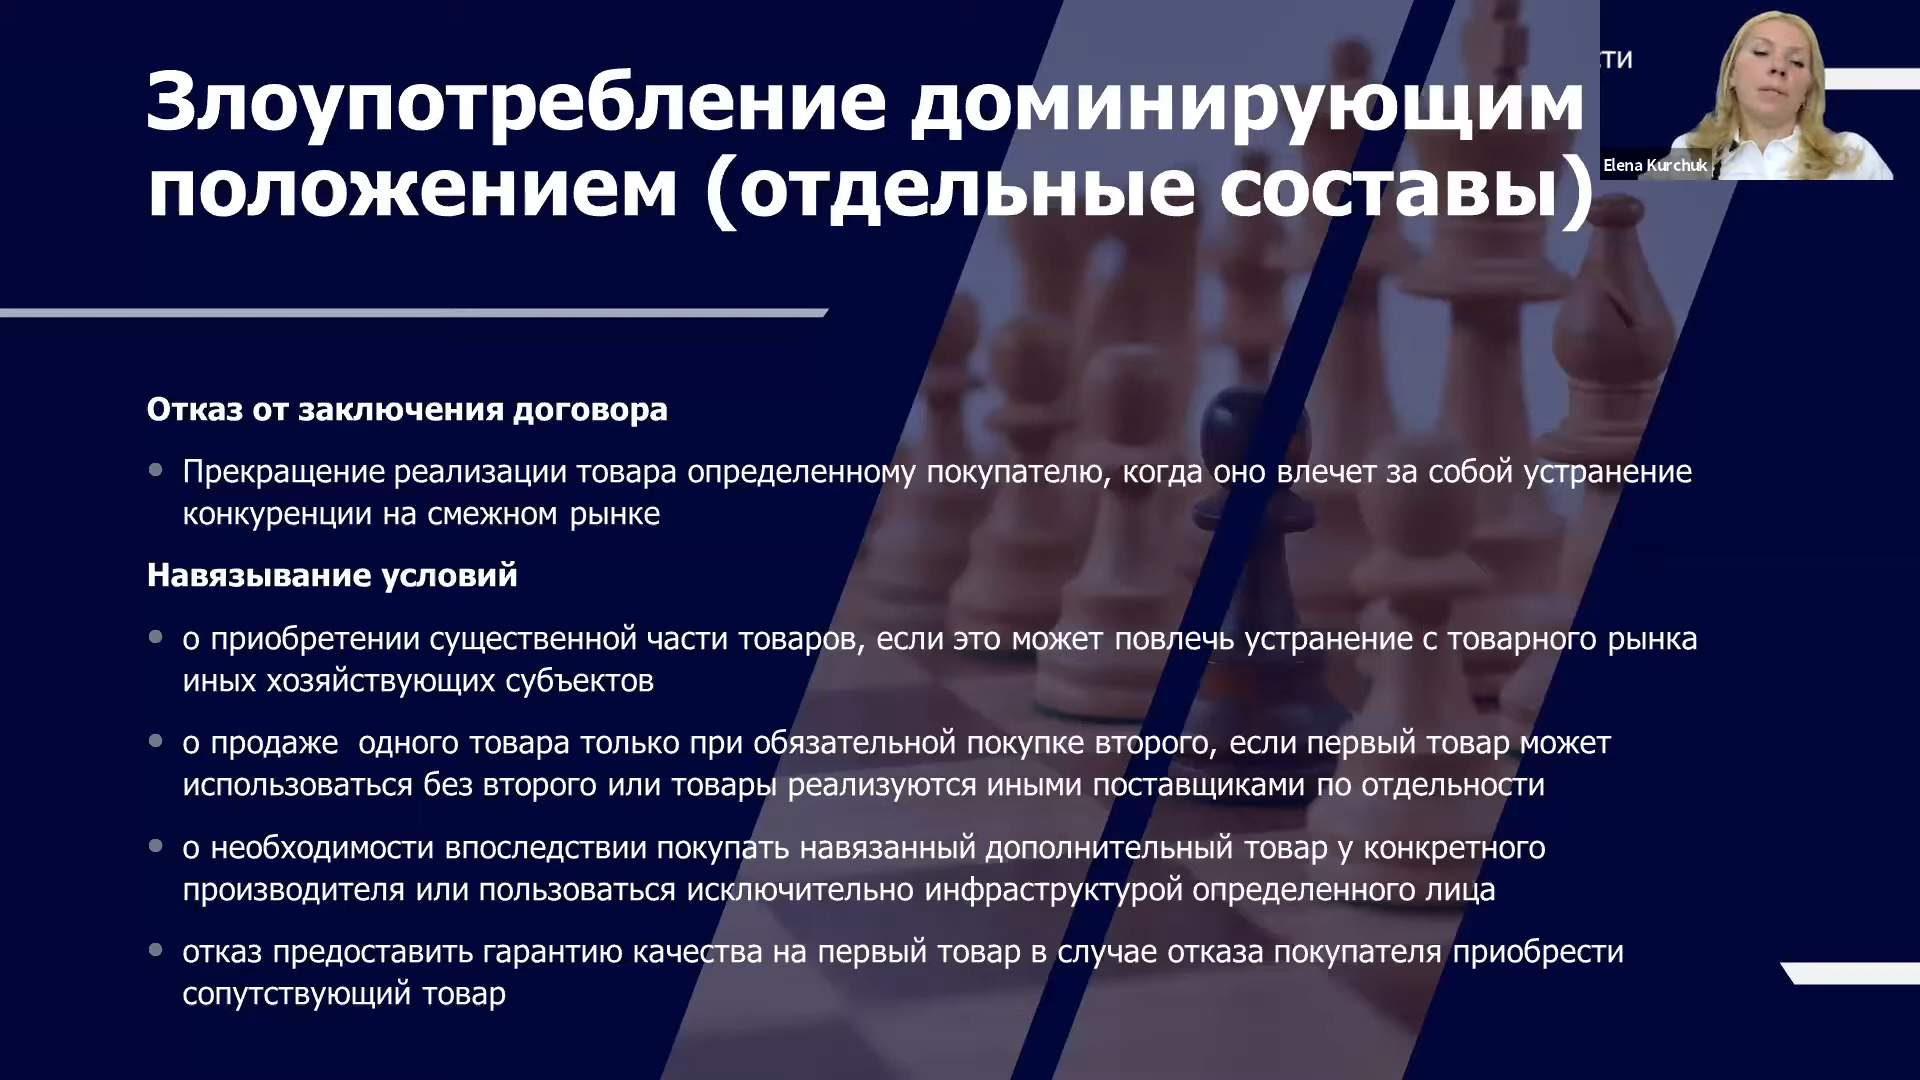 Злоупотребление доминирующим
положением (отдельные составы)
Elena Kurchuk
Отказ от заключения договора
Прекращение реализации товара определенному покупателю, когда оно влечет за собой устранение
конкуренции на смежном рынке
Навязывание условий
о приобретении существенной части товаров, если это может повлечь устранение с товарного рынка
иных хозяйствующих субъектов
о продаже одного товара только при обязательной покупке второго, если первый товар может
использоваться без второго или товары реализуются иными поставщиками по отдельности
о необходимости впоследствии покупать навязанный дополнительный товар у конкретного
производителя или пользоваться исключительно инфраструктурой определенного лица
отказ предоставить гарантию качества на первый товар в случае отказа покупателя приобрести
сопутствующий товар